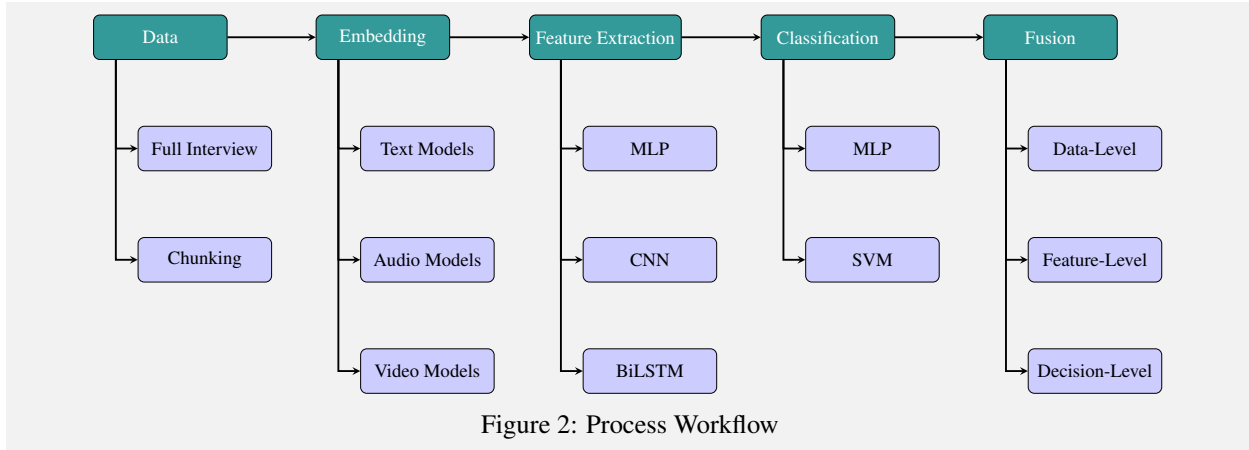 Data
Embedding
Feature Extraction
Classification
Fusion
Full Interview
Text Models
MLP
MLP
Data-Level
Chunking
Audio Models
CNN
SVM
Feature-Level
Video Models
BiLSTM
Decision-Level
Figure 2: Process Workflow